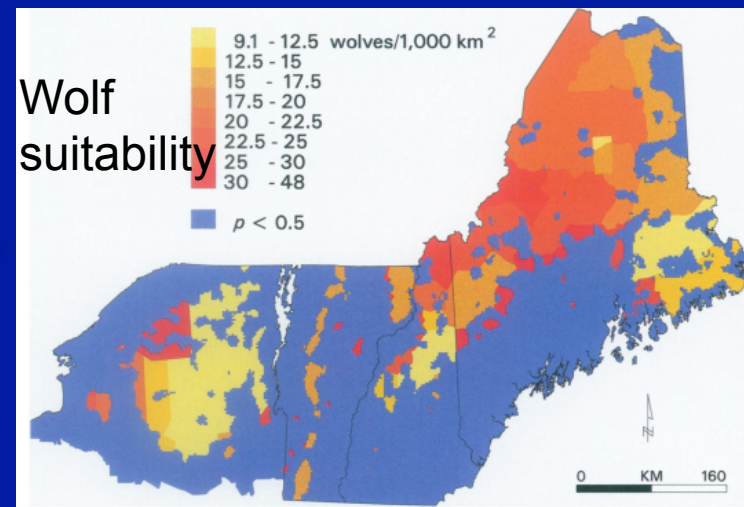 Wolf
suitability
9.1 - 12.5 wolves/1,000 km²
12.5 - 15
15 - 17.5
17.5 - 20
20 - 22.5
22.5 - 25
25 - 30
30 - 48
p < 0.5
N
0 KM 160